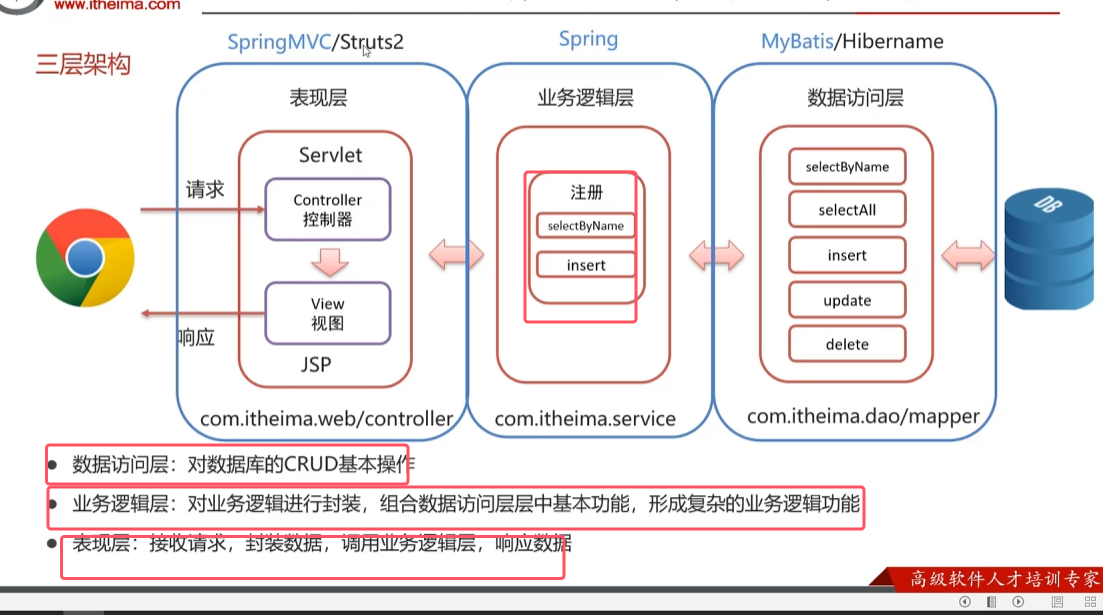 www.itheima.com
三层架构
SpringMVC/Struts2
Spring
MyBatis/Hibername
表现层
业务逻辑层
数据访问层
请求
响应
Servlet
Controller
控制器
View
视图
JSP
注册
selectByName
insert
selectByName
selectAll
insert
update
delete
DB
com.itheima.web/controller
com.itheima.service
com.itheima.dao/mapper
数据访问层：对数据库的CRUD基本操作
业务逻辑层：对业务逻辑进行封装，组合数据访问层层中基本功能，形成复杂的业务逻辑功能
表现层：接收请求，封装数据，调用业务逻辑层，响应数据
高级软件人才培训专家